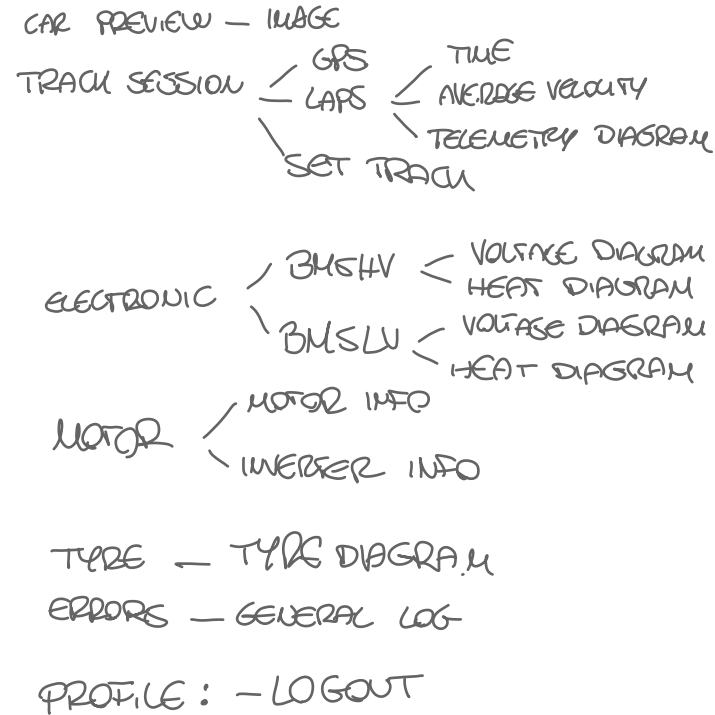 CAR PREVIEW — IMAGE
GPS
TIME
TRACK SESSION
LAPS
AVERAGE VELOCITY
TELEMETRY DIAGRAM
SET TRACK
BMSHV
VOLTAGE DIAGRAM
HEAT DIAGRAM
ELECTRONIC
BMSLV
VOLTAGE DIAGRAM
HEAT DIAGRAM
MOTOR INFO
MOTOR
INVERTER INFO
TYRE — TYRE DIAGRAM
ERRORS — GENERAL LOG
PROFILE: — LOGOUT